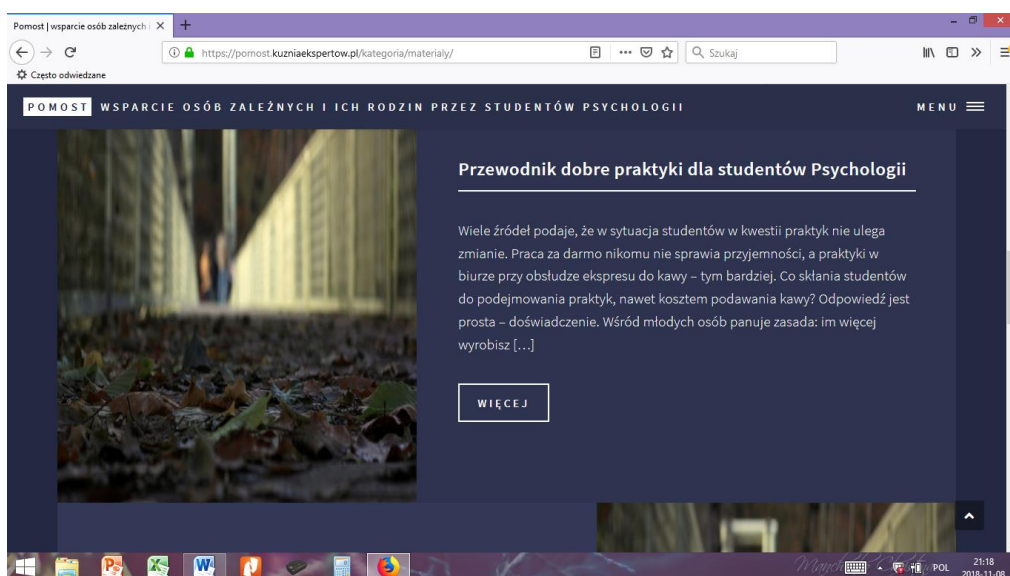 Pomost | wsparcie osób zależnych i
https://pomost.kuzniaekspertow.pl/kategoria/materialy/
Szukaj
Często odwiedzane
POMOST WSPARCIE OSÓB ZALEŻNYCH I ICH RODZIN PRZEZ STUDENTÓW PSYCHOLOGII
MENU
Przewodnik dobre praktyki dla studentów Psychologii
Wiele źródeł podaje, że w sytuacja studentów w kwestii praktyk nie ulega
zmianie. Praca za darmo nikomu nie sprawia przyjemności, a praktyki w
biurze przy obsłudze ekspresu do kawy – tym bardziej. Co skłania studentów
do podejmowania praktyk, nawet kosztem podawania kawy? Odpowiedź jest
prosta – doświadczenie. Wśród młodych osób panuje zasada: im więcej
wyrobisz […]
WIĘCEJ
POL
21:18
2018-11-08